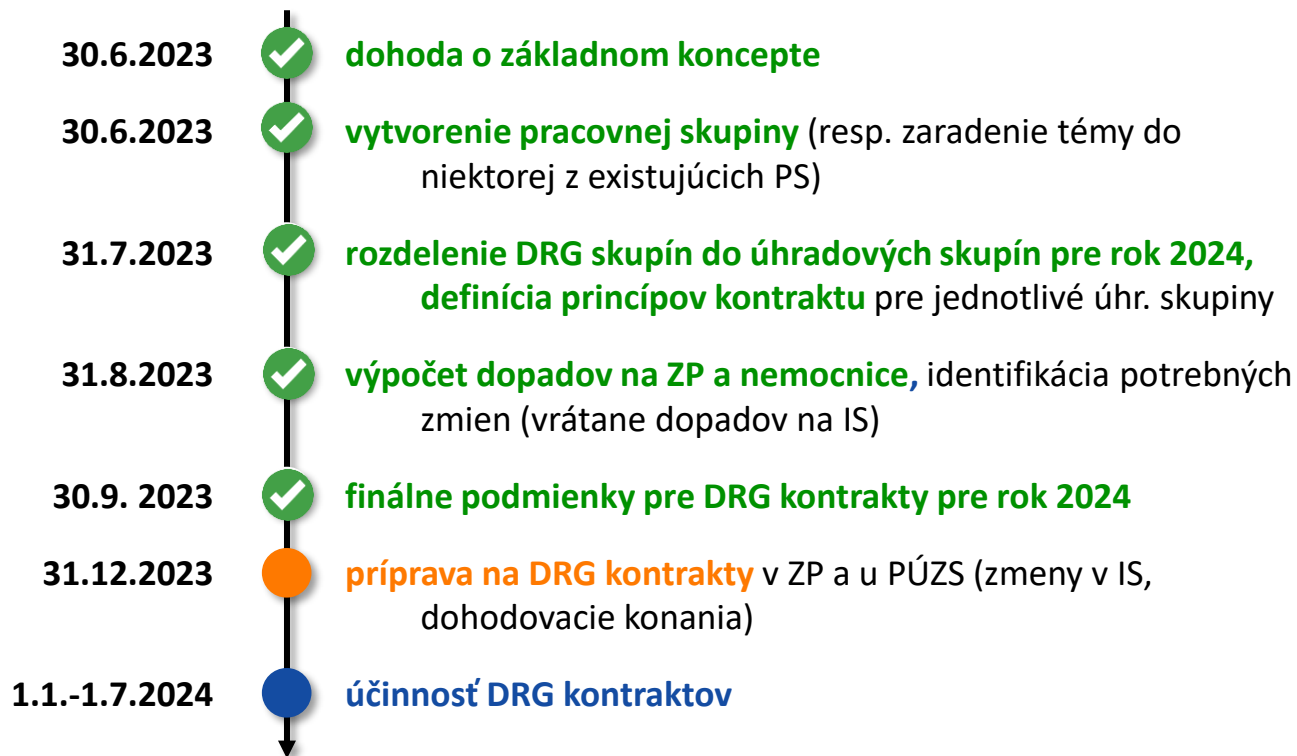 30.6.2023 dohoda o základnom koncepte
30.6.2023 vytvorenie pracovnej skupiny (resp. zaradenie témy do
niektorej z existujúcich PS)
31.7.2023 rozdelenie DRG skupín do úhradových skupín pre rok 2024,
definícia princípov kontraktu pre jednotlivé úhr. skupiny
31.8.2023 výpočet dopadov na ZP a nemocnice, identifikácia potrebných
zmien (vrátane dopadov na IS)
30.9. 2023 finálne podmienky pre DRG kontrakty pre rok 2024
31.12.2023 príprava na DRG kontrakty v ZP a u PÚZS (zmeny v IS,
dohodovacie konania)
1.1.-1.7.2024 účinnosť DRG kontraktov